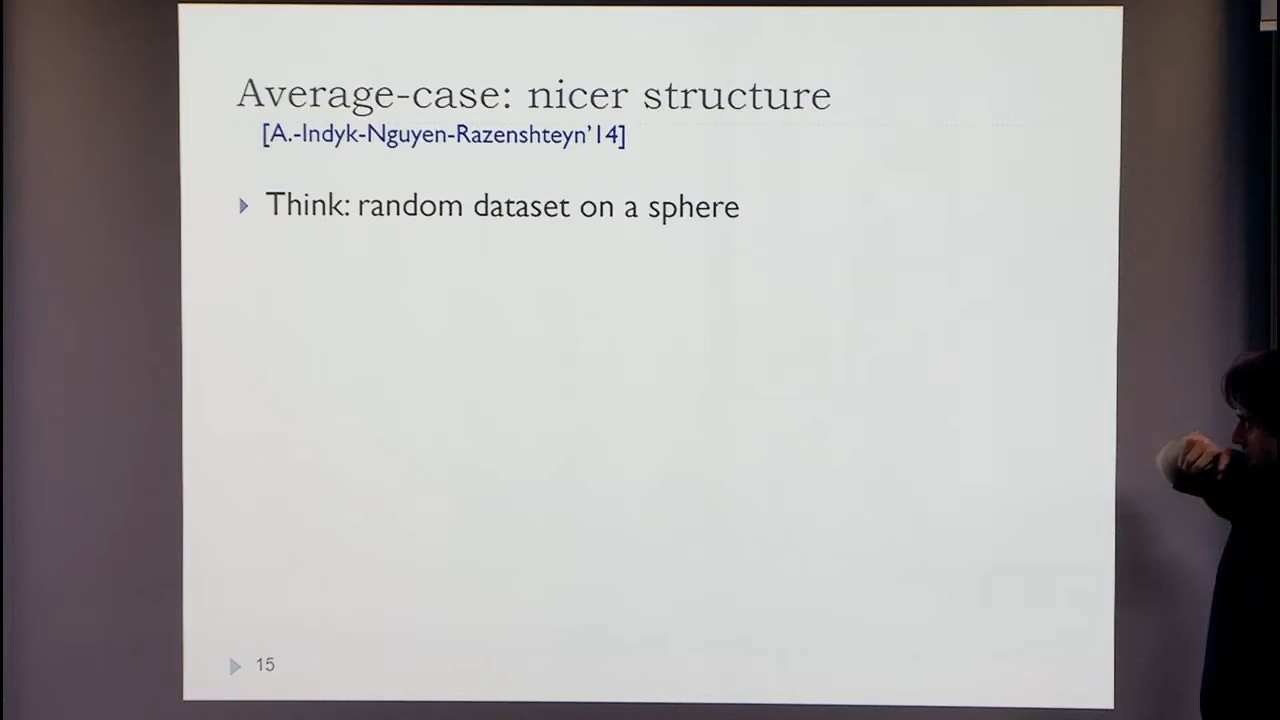 Average-case: nicer structure
[A.-Indyk-Nguyen-Razenshteyn'14]
Think: random dataset on a sphere
15